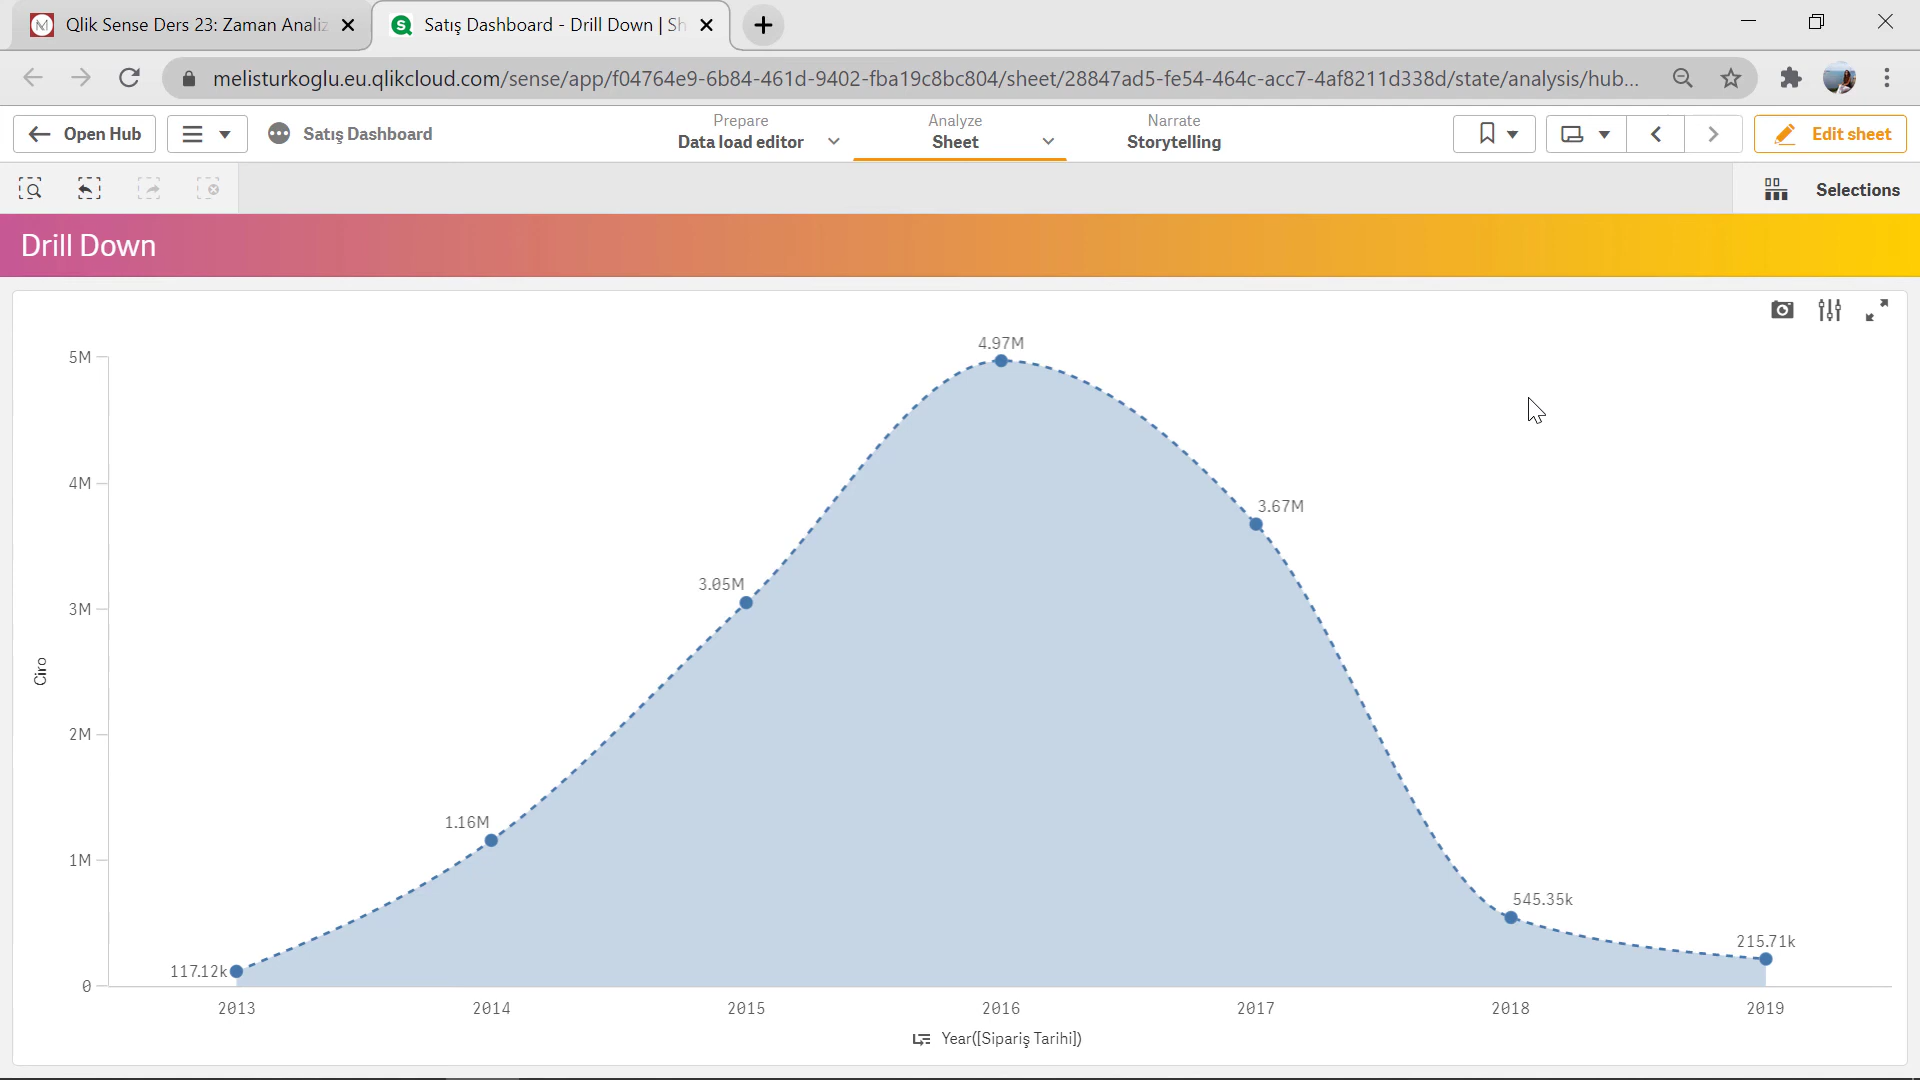 Qlik Sense Ders 23: Zaman Analiz
Satış Dashboard - Drill Down | Sh
melisturkoglu.eu.qlikcloud.com/sense/app/f04764e9-6b84-461d-9402-fba19c8bc804/sheet/28847ad5-fe54-464c-acc7-4af8211d338d/state/analysis/hub...
Open Hub
Satış Dashboard
Prepare
Data load editor
Analyze
Sheet
Narrate
Storytelling
Edit sheet
Selections
Drill Down
5M
4M
3M
2M
1M
0
Ciro
117.12k
1.16M
3.05M
4.97M
3.67M
545.35k
215.71k
2013 2014 2015 2016 2017 2018 2019
Year([Sipariş Tarihi])